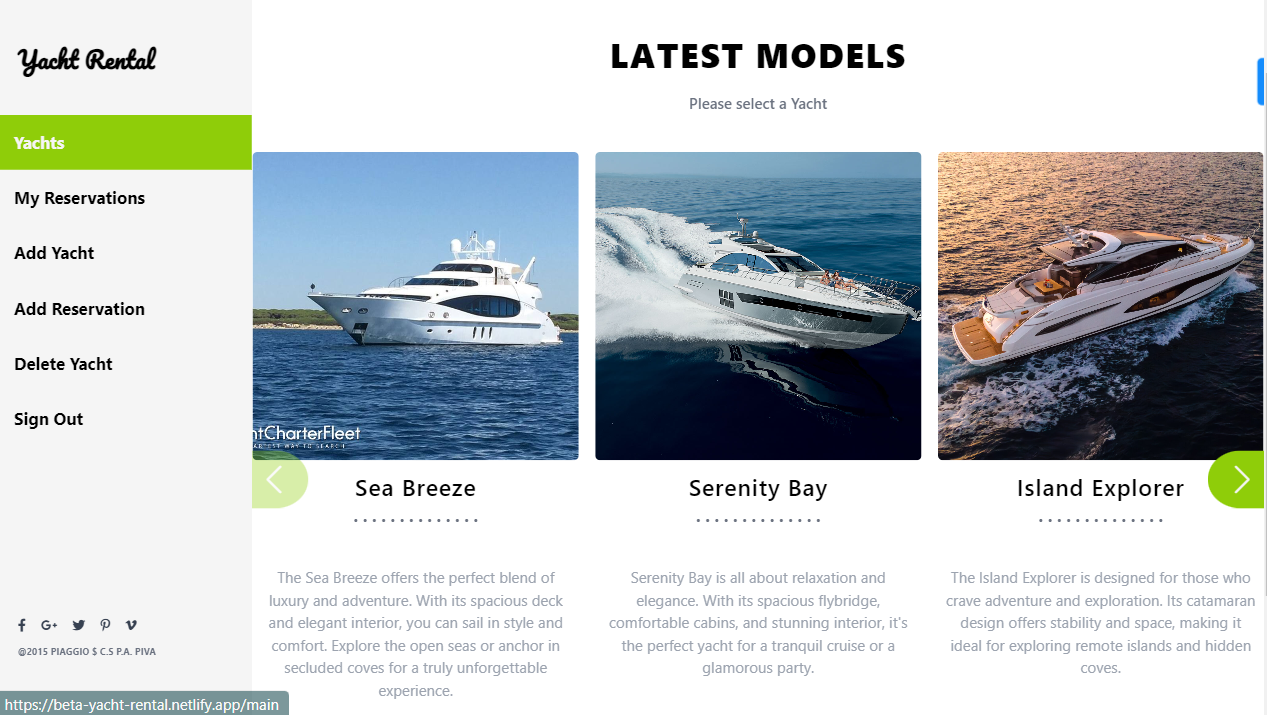 Yacht Rental
Yachts
My Reservations
Add Yacht
Add Reservation
Delete Yacht
Sign Out
@2015 PIAGGIO $ C.S P.A. PIVA
https://beta-yacht-rental.netlify.app/main
LATEST MODELS
Please select a Yacht
htCharterFleet
ARTEST WAY TO SEARCH
Sea Breeze
The Sea Breeze offers the perfect blend of
luxury and adventure. With its spacious deck
and elegant interior, you can sail in style and
comfort. Explore the open seas or anchor in
secluded coves for a truly unforgettable
experience.
Serenity Bay
Serenity Bay is all about relaxation and
elegance. With its spacious flybridge,
comfortable cabins, and stunning interior, it's
the perfect yacht for a tranquil cruise or a
glamorous party.
Island Explorer
The Island Explorer is designed for those who
crave adventure and exploration. Its catamaran
design offers stability and space, making it
ideal for exploring remote islands and hidden
coves.